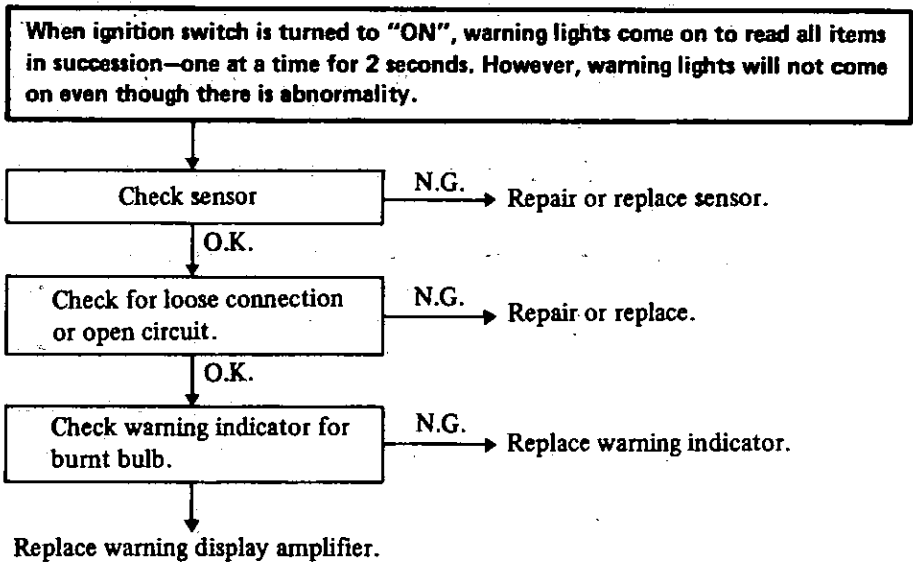 When ignition switch is turned to “ON”, warning lights come on to read all items
in succession—one at a time for 2 seconds. However, warning lights will not come
on even though there is abnormality.
Check sensor
N.G.
Repair or replace sensor.
O.K.
Check for loose connection
or open circuit.
N.G.
Repair or replace.
O.K.
Check warning indicator for
burnt bulb.
N.G.
Replace warning indicator.
Replace warning display amplifier.